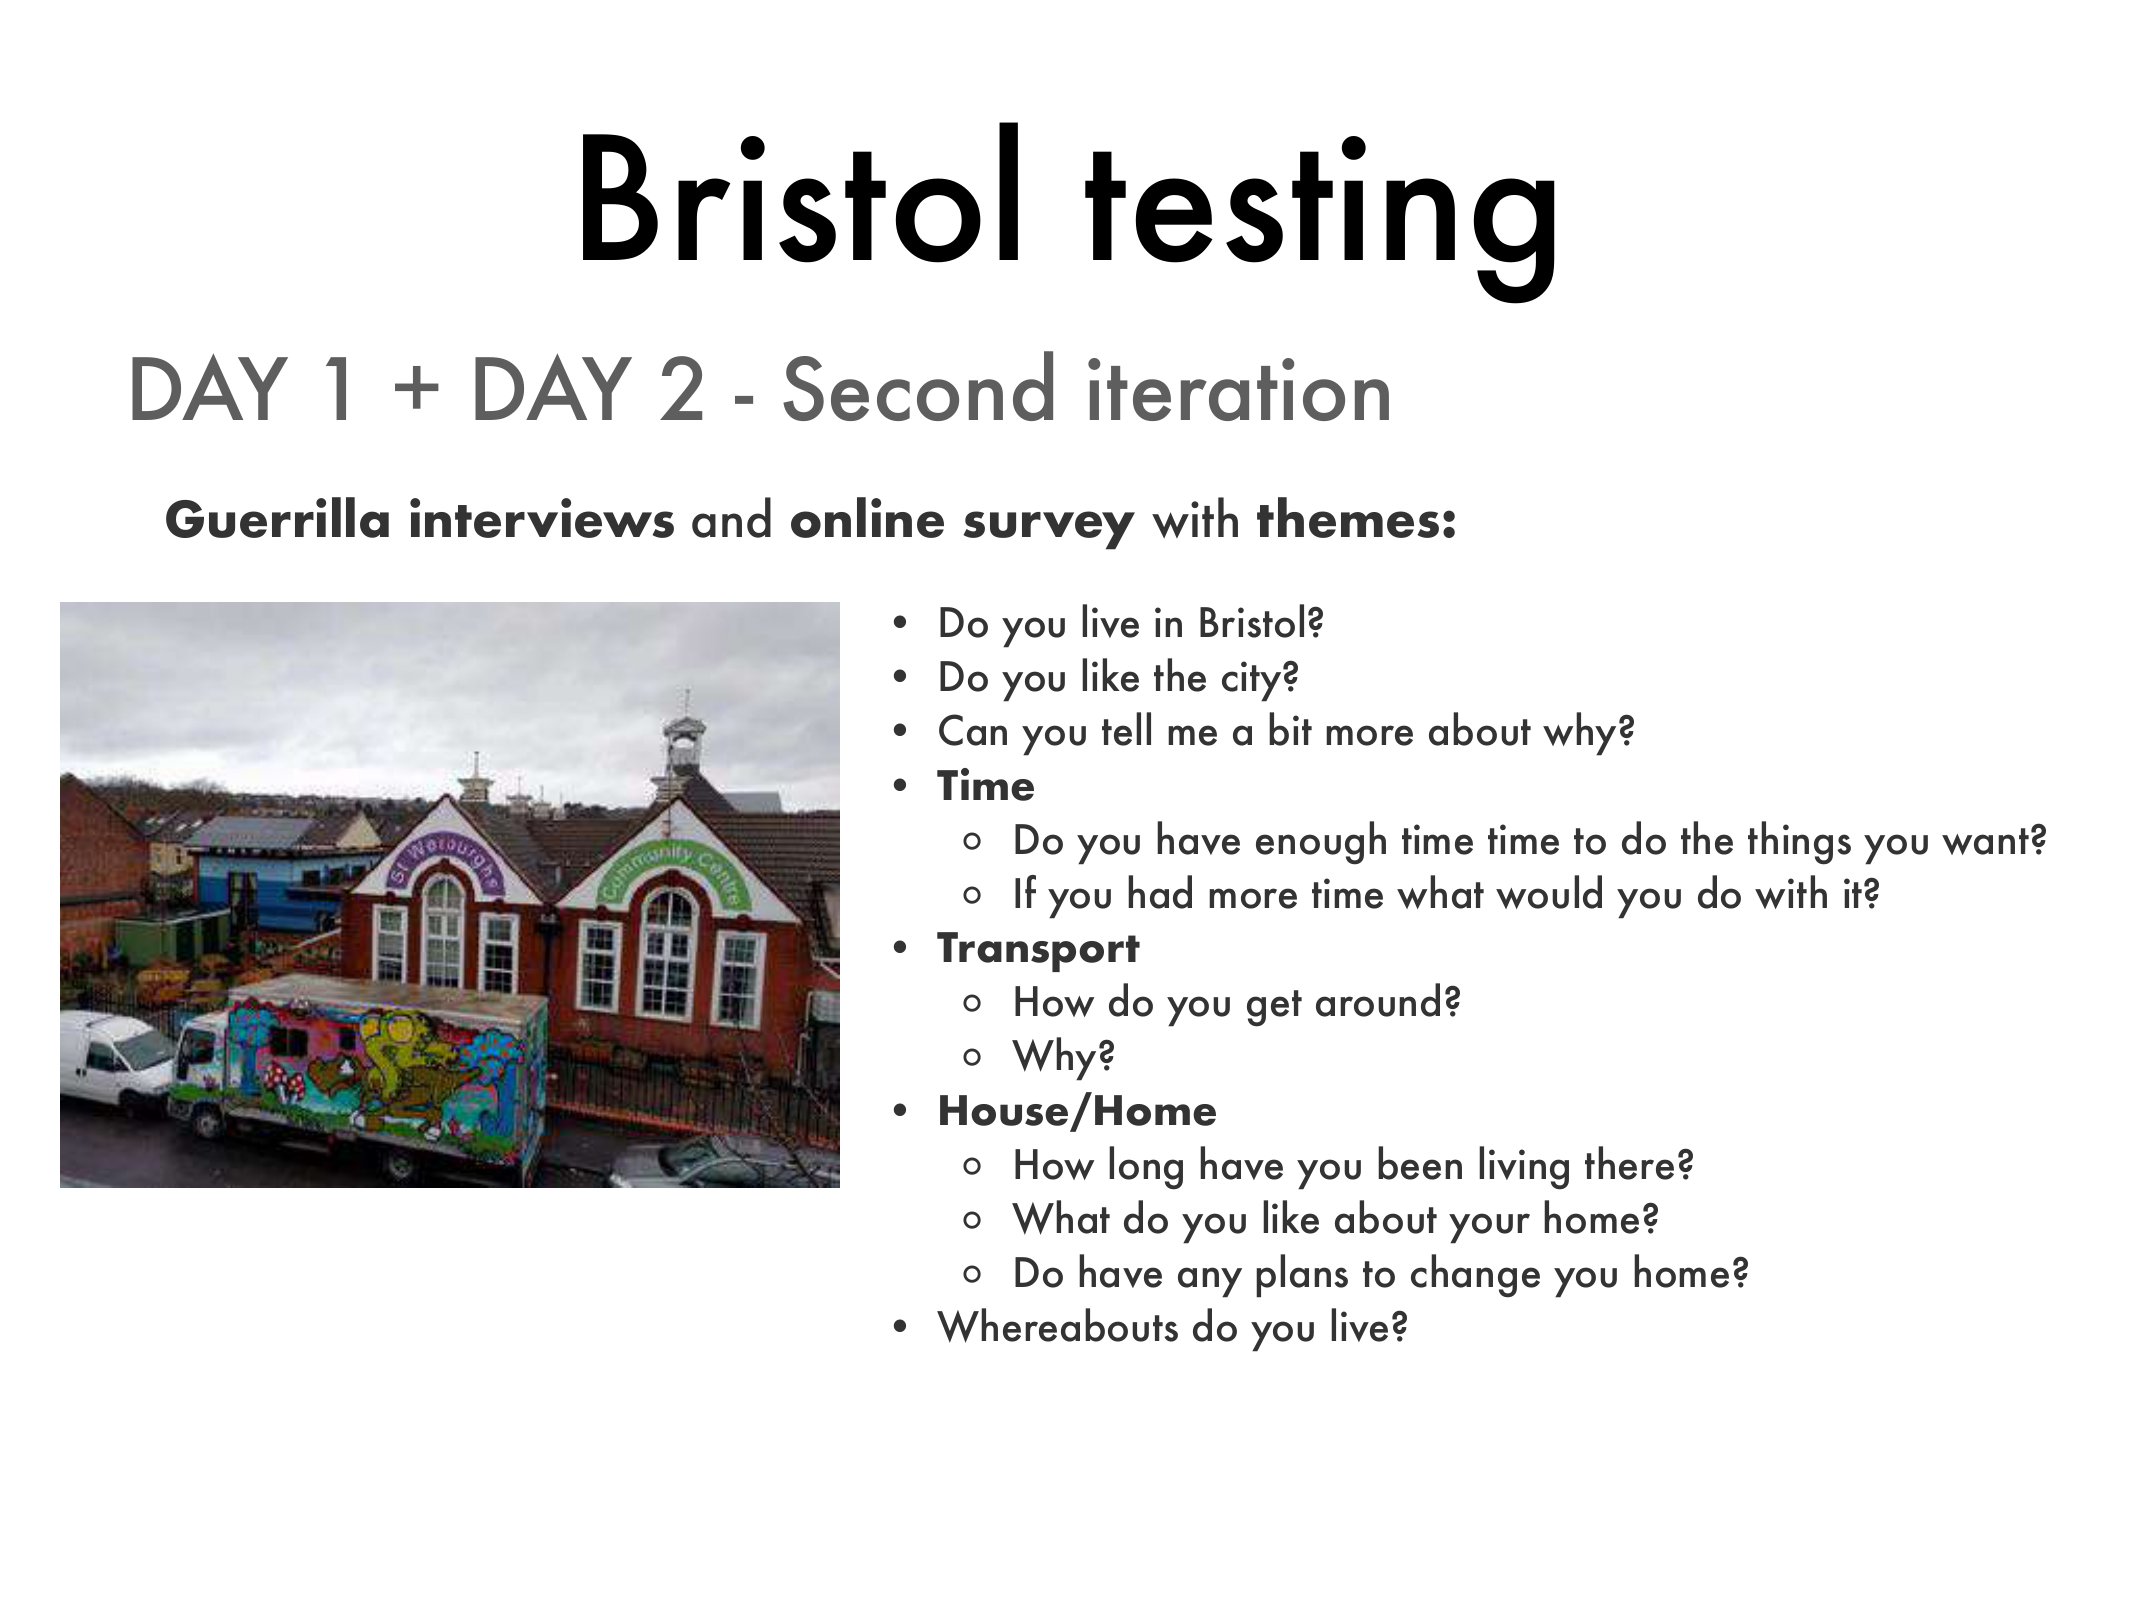 Bristol testing
DAY 1 + DAY 2 - Second iteration
Guerrilla interviews and online survey with themes:
St Werburghs
Community Centre
• Do you live in Bristol?
• Do you like the city?
• Can you tell me a bit more about why?
• Time
○ Do you have enough time time to do the things you want?
○ If you had more time what would you do with it?
• Transport
○ How do you get around?
○ Why?
• House/Home
○ How long have you been living there?
○ What do you like about your home?
○ Do have any plans to change you home?
• Whereabouts do you live?